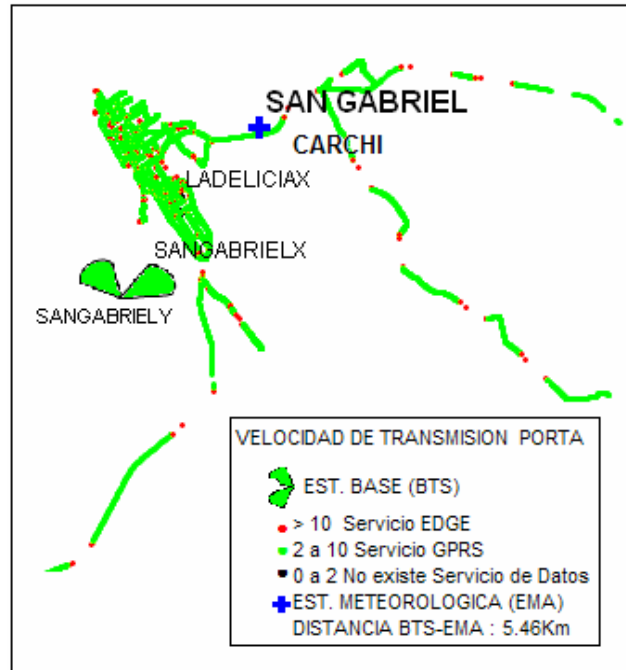 SAN GABRIEL
CARCHI
LADELICIAX
SANGABRIELX
SANGABRIELY
VELOCIDAD DE TRANSMISION PORTA
EST. BASE (BTS)
> 10 Servicio EDGE
2 a 10 Servicio GPRS
0 a 2 No existe Servicio de Datos
EST. METEOROLOGICA (EMA)
DISTANCIA BTS-EMA : 5.46Km